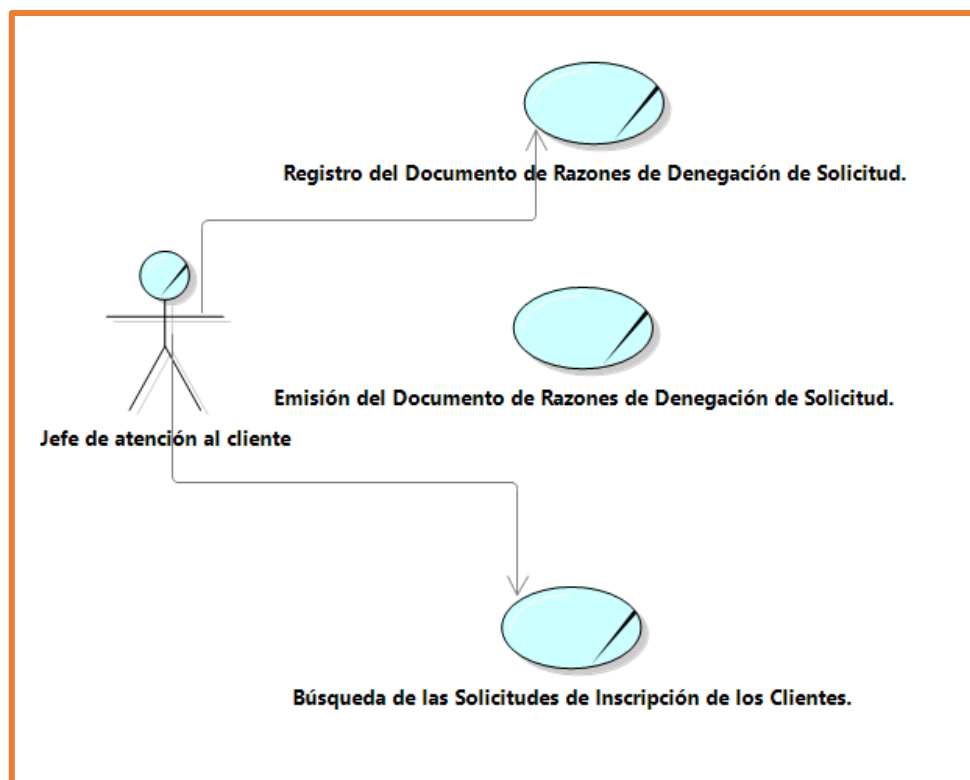 Registro del Documento de Razones de Denegación de Solicitud.
Emisión del Documento de Razones de Denegación de Solicitud.
Jefe de atención al cliente
Búsqueda de las Solicitudes de Inscripción de los Clientes.